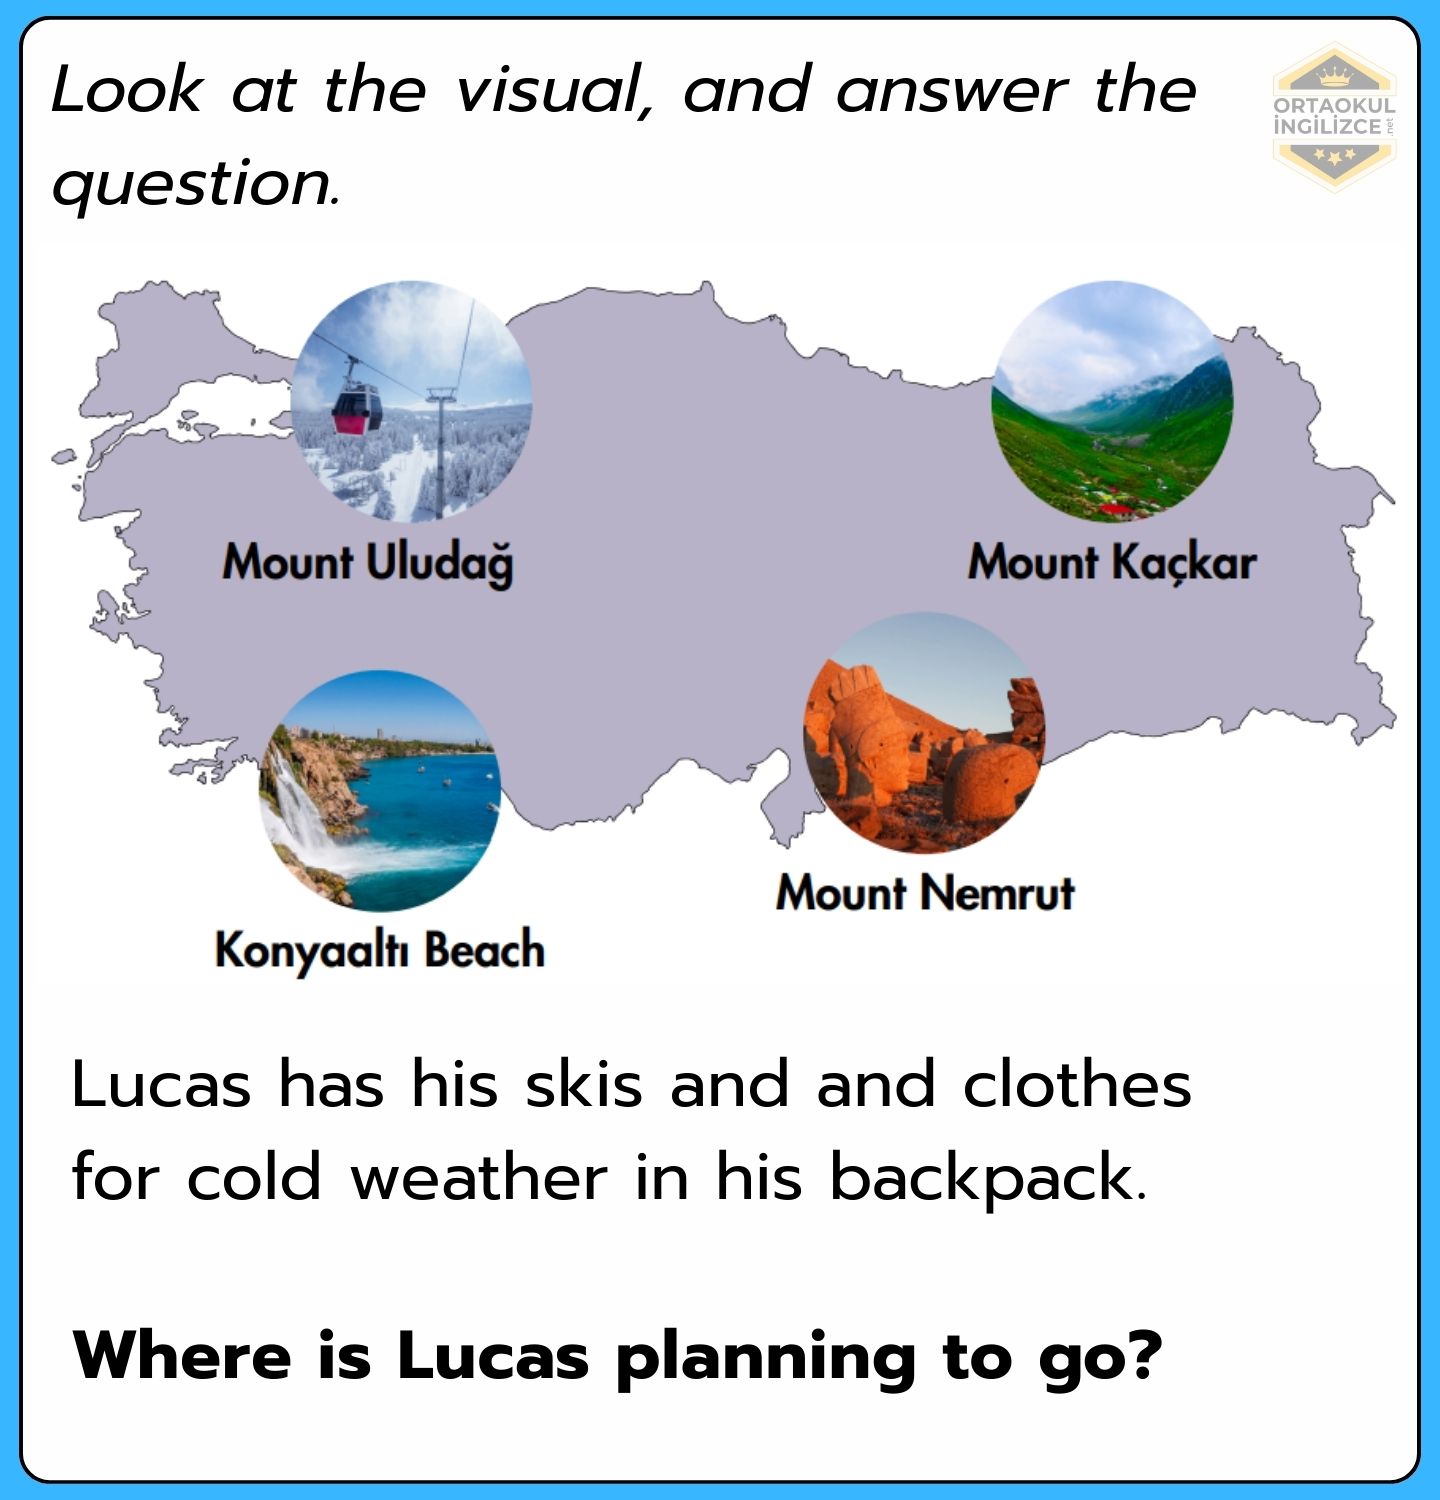 Look at the visual, and answer the
question.
ORTAOKUL
İNGİLİZCE.net
Mount Uludağ
Mount Kaçkar
Mount Nemrut
Konyaaltı Beach
Lucas has his skis and and clothes
for cold weather in his backpack.
Where is Lucas planning to go?